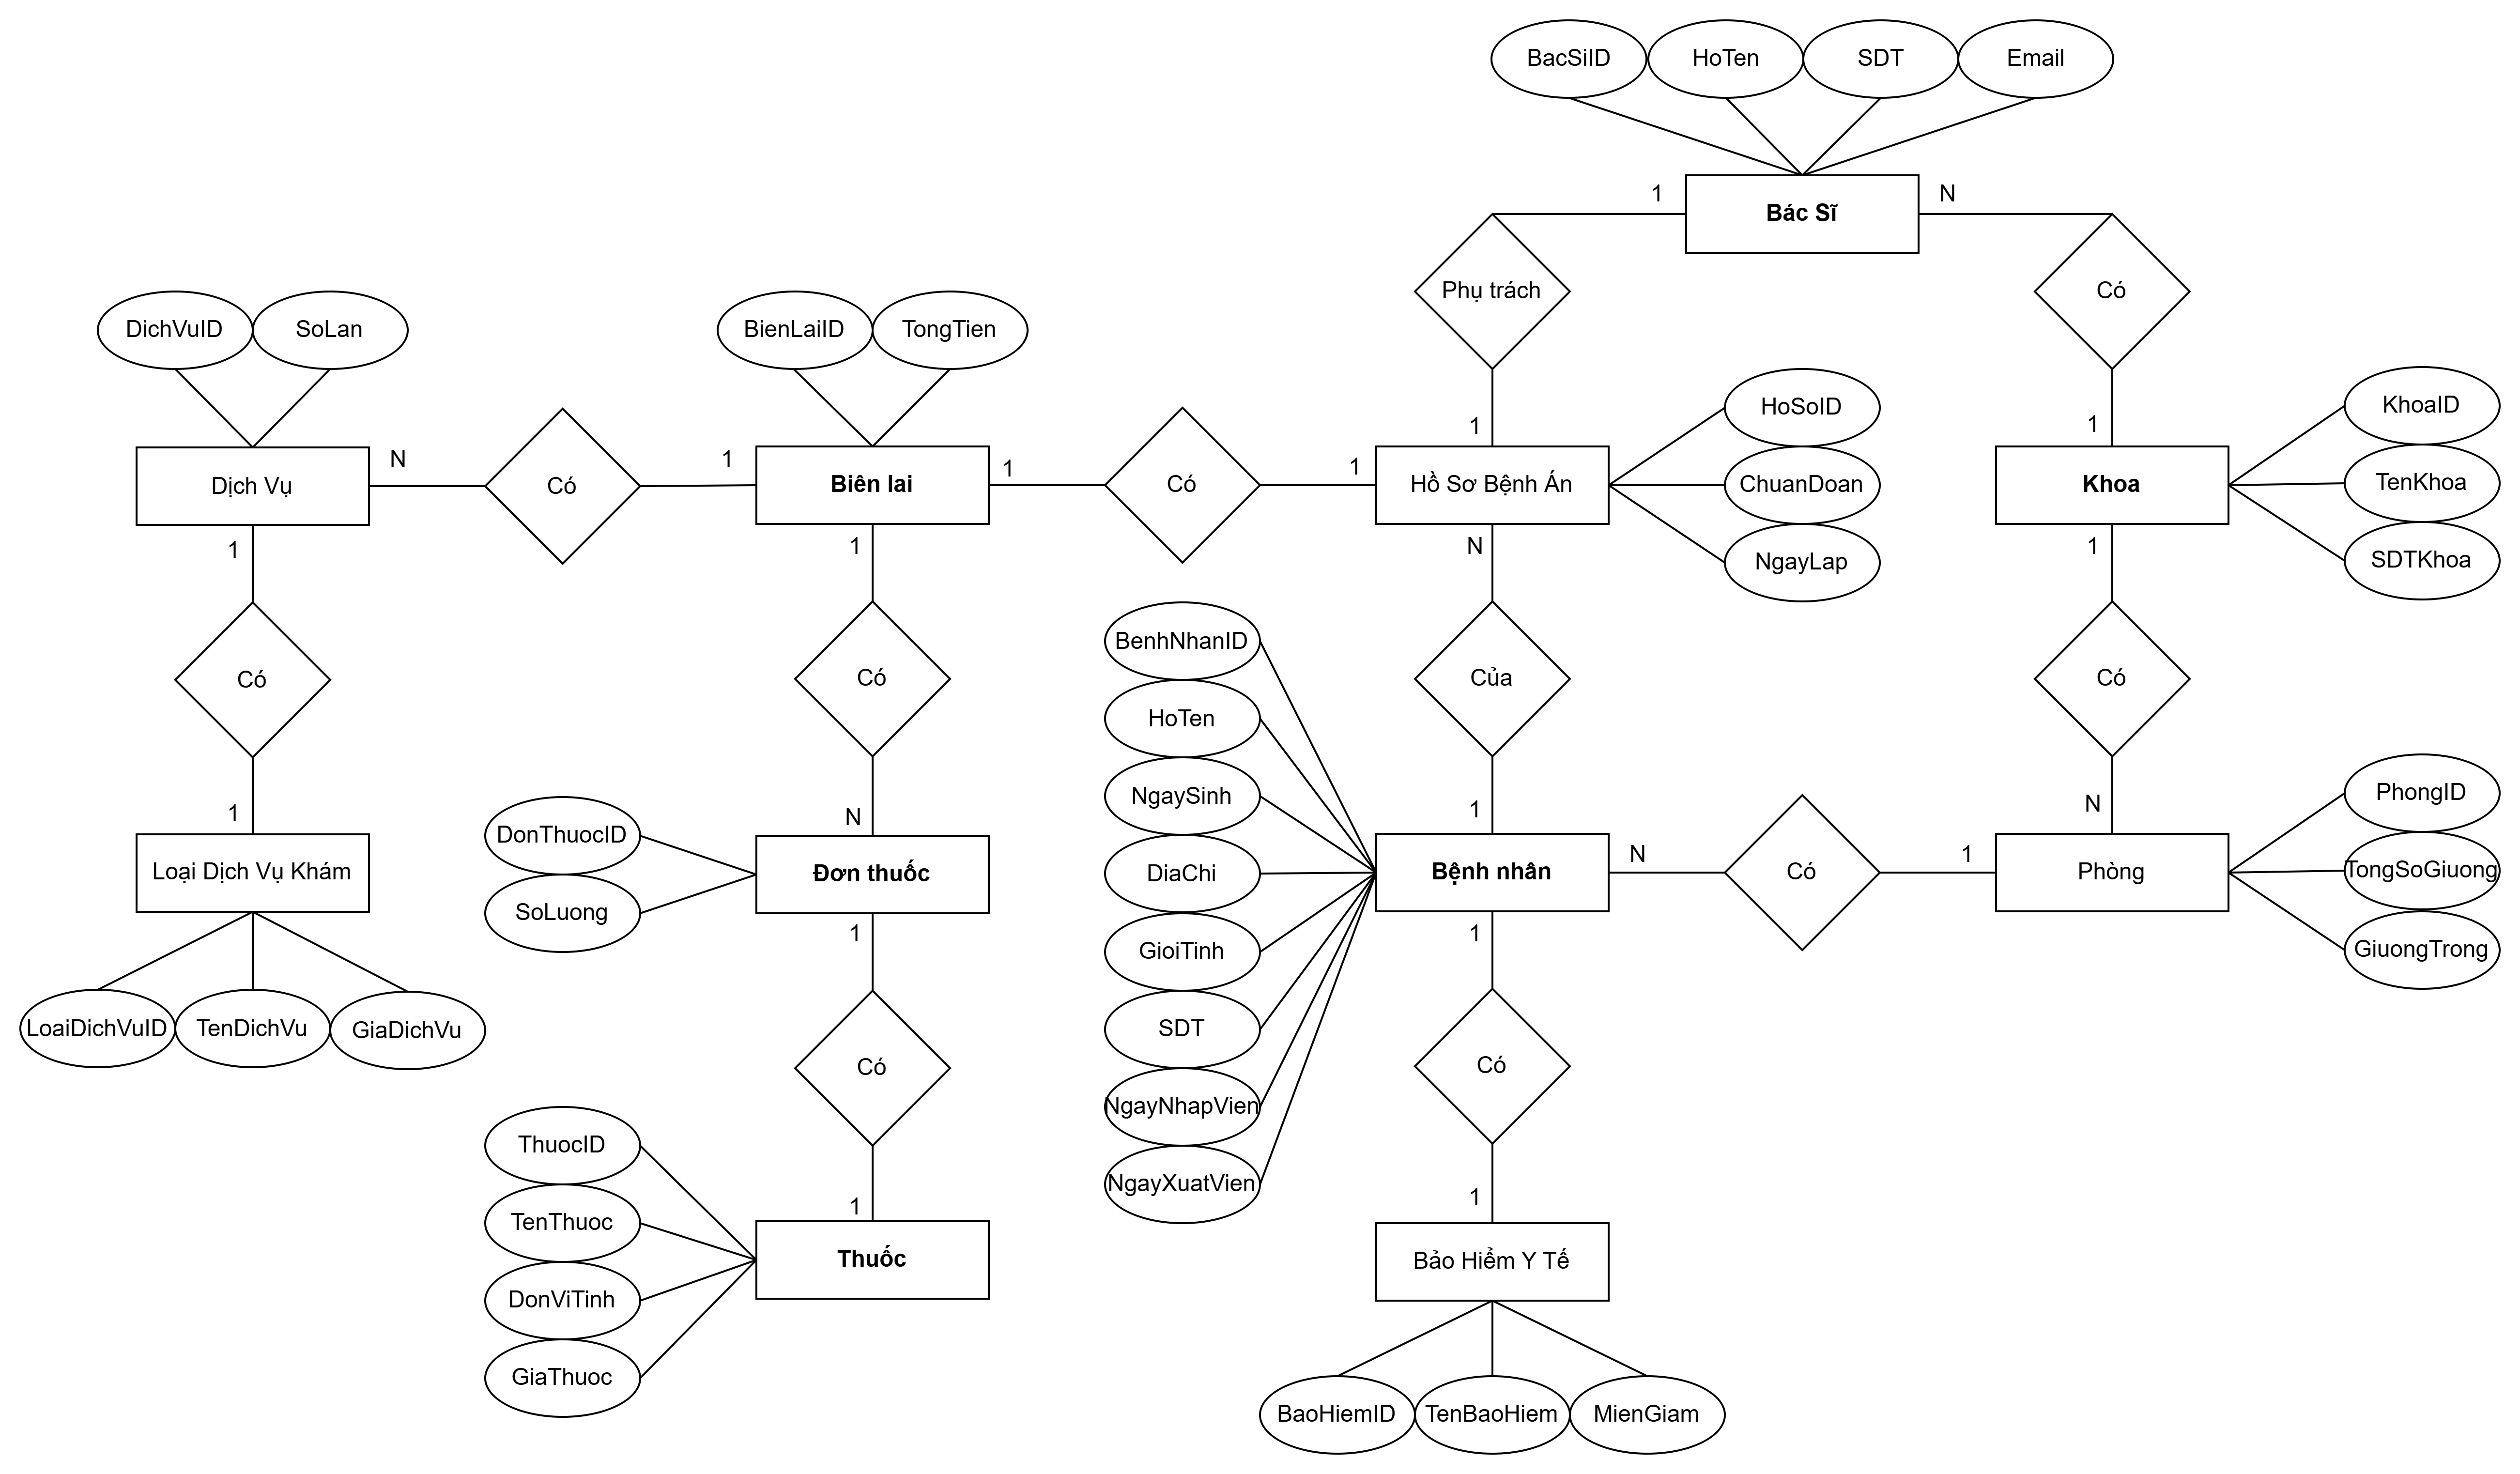 BacSiID
HoTen
SDT
Email
1
Bác Sĩ
N
Phụ trách
Có
DichVuID
SoLan
BienLaiID
TongTien
HoSoID
KhoaID
1
1
Dịch Vụ
N
Có
1
Biên lai
1
Có
1
Hồ Sơ Bệnh Án
ChuanDoan
Khoa
TenKhoa
1
1
N
NgayLap
1
SDTKhoa
BenhNhanID
Có
Có
Của
Có
HoTen
NgaySinh
1
N
1
N
PhongID
DonThuocID
Loại Dịch Vụ Khám
Đơn thuốc
DiaChi
Bệnh nhân
N
Có
1
Phòng
TongSoGiuong
SoLuong
1
GioiTinh
1
GiuongTrong
LoaiDichVuID
TenDichVu
GiaDichVu
SDT
Có
Có
NgayNhapVien
ThuocID
NgayXuatVien
TenThuoc
1
1
Thuốc
Bảo Hiểm Y Tế
DonViTinh
GiaThuoc
BaoHiemID
TenBaoHiem
MienGiam